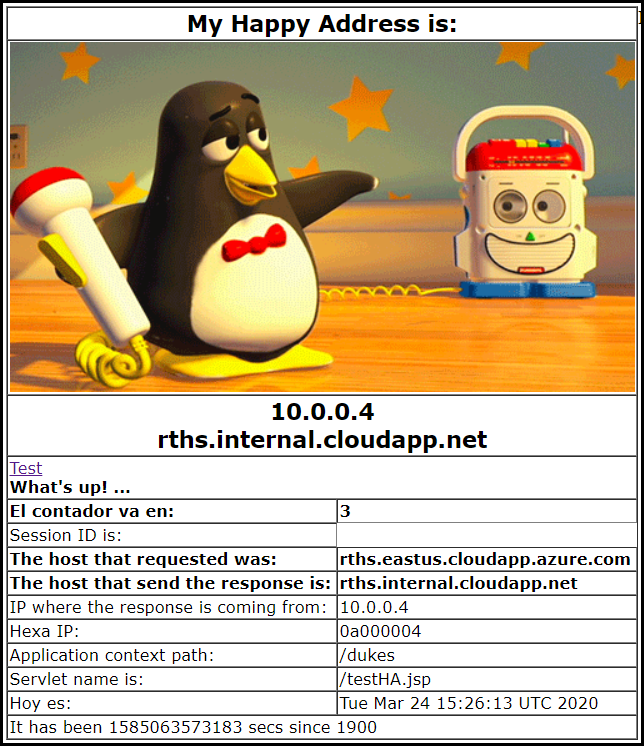 My Happy Address is:
10.0.0.4
rths.internal.cloudapp.net
Test
What's up! ...
El contador va en: 3
Session ID is:
The host that requested was: rths.eastus.cloudapp.azure.com
The host that send the response is: rths.internal.cloudapp.net
IP where the response is coming from: 10.0.0.4
Hexa IP: 0a000004
Application context path: /dukes
Servlet name is: /testHA.jsp
Hoy es: Tue Mar 24 15:26:13 UTC 2020
It has been 1585063573183 secs since 1900